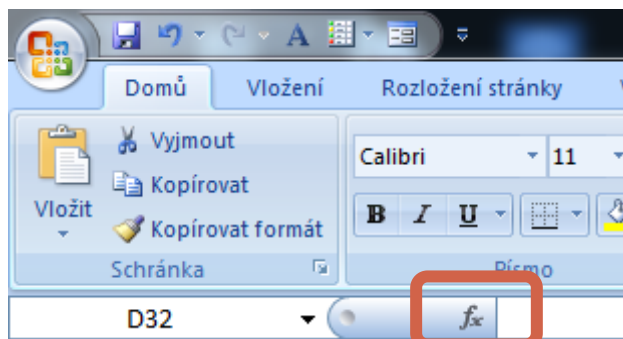 A
Domů Vložení Rozložení stránky
Vyjmout
Kopírovat
Vložit
Kopírovat formát
Schránka
Calibri 11
B I U
Písmo
D32 fx